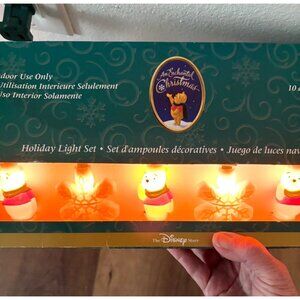 door Use Only
Utilisation Interieure Selulement
Uso Interior Solamente
An Enchanted
Christmas
10
Holiday Light Set • Set d'ampoules décoratives • Juego de luces nav
The Disney Store